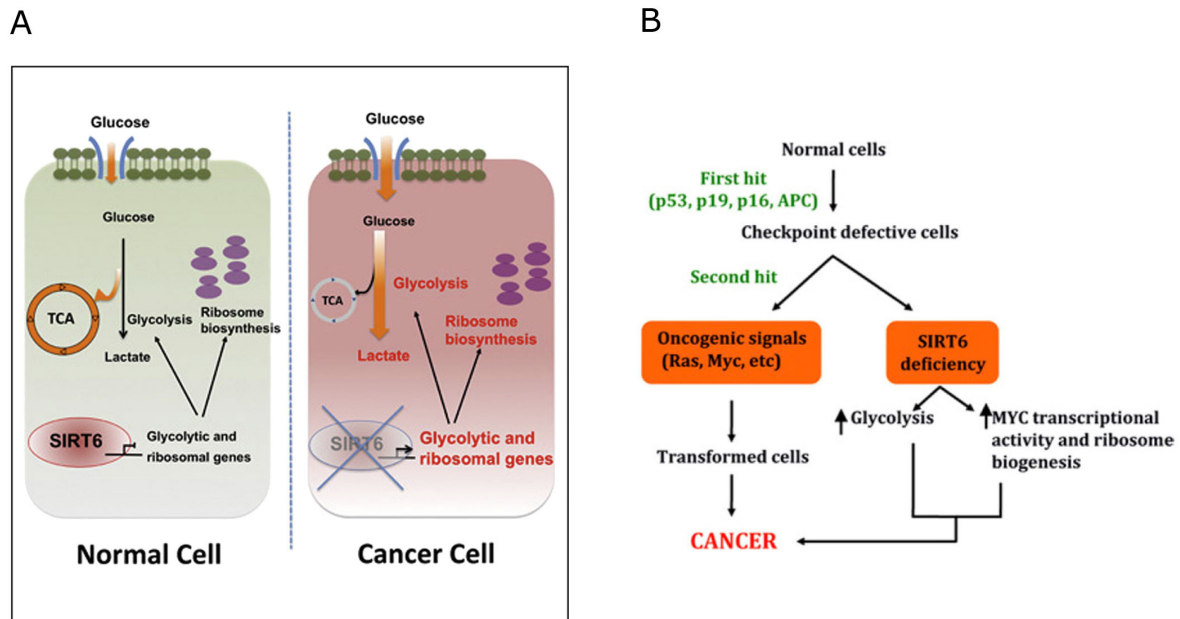 A
Glucose
Glucose
TCA
Glycolysis
Ribosome
biosynthesis
Lactate
SIRT6
Glycolytic and
ribosomal genes
Normal Cell
Glucose
Glucose
TCA
Glycolysis
Ribosome
biosynthesis
Lactate
SIRT6
Glycolytic and
ribosomal genes
Cancer Cell
B
Normal cells
First hit
(p53, p19, p16, APC)
Checkpoint defective cells
Second hit
Oncogenic signals
(Ras, Myc, etc)
SIRT6
deficiency
Transformed cells
Glycolysis
MYC transcriptional
activity and ribosome
biogenesis
CANCER